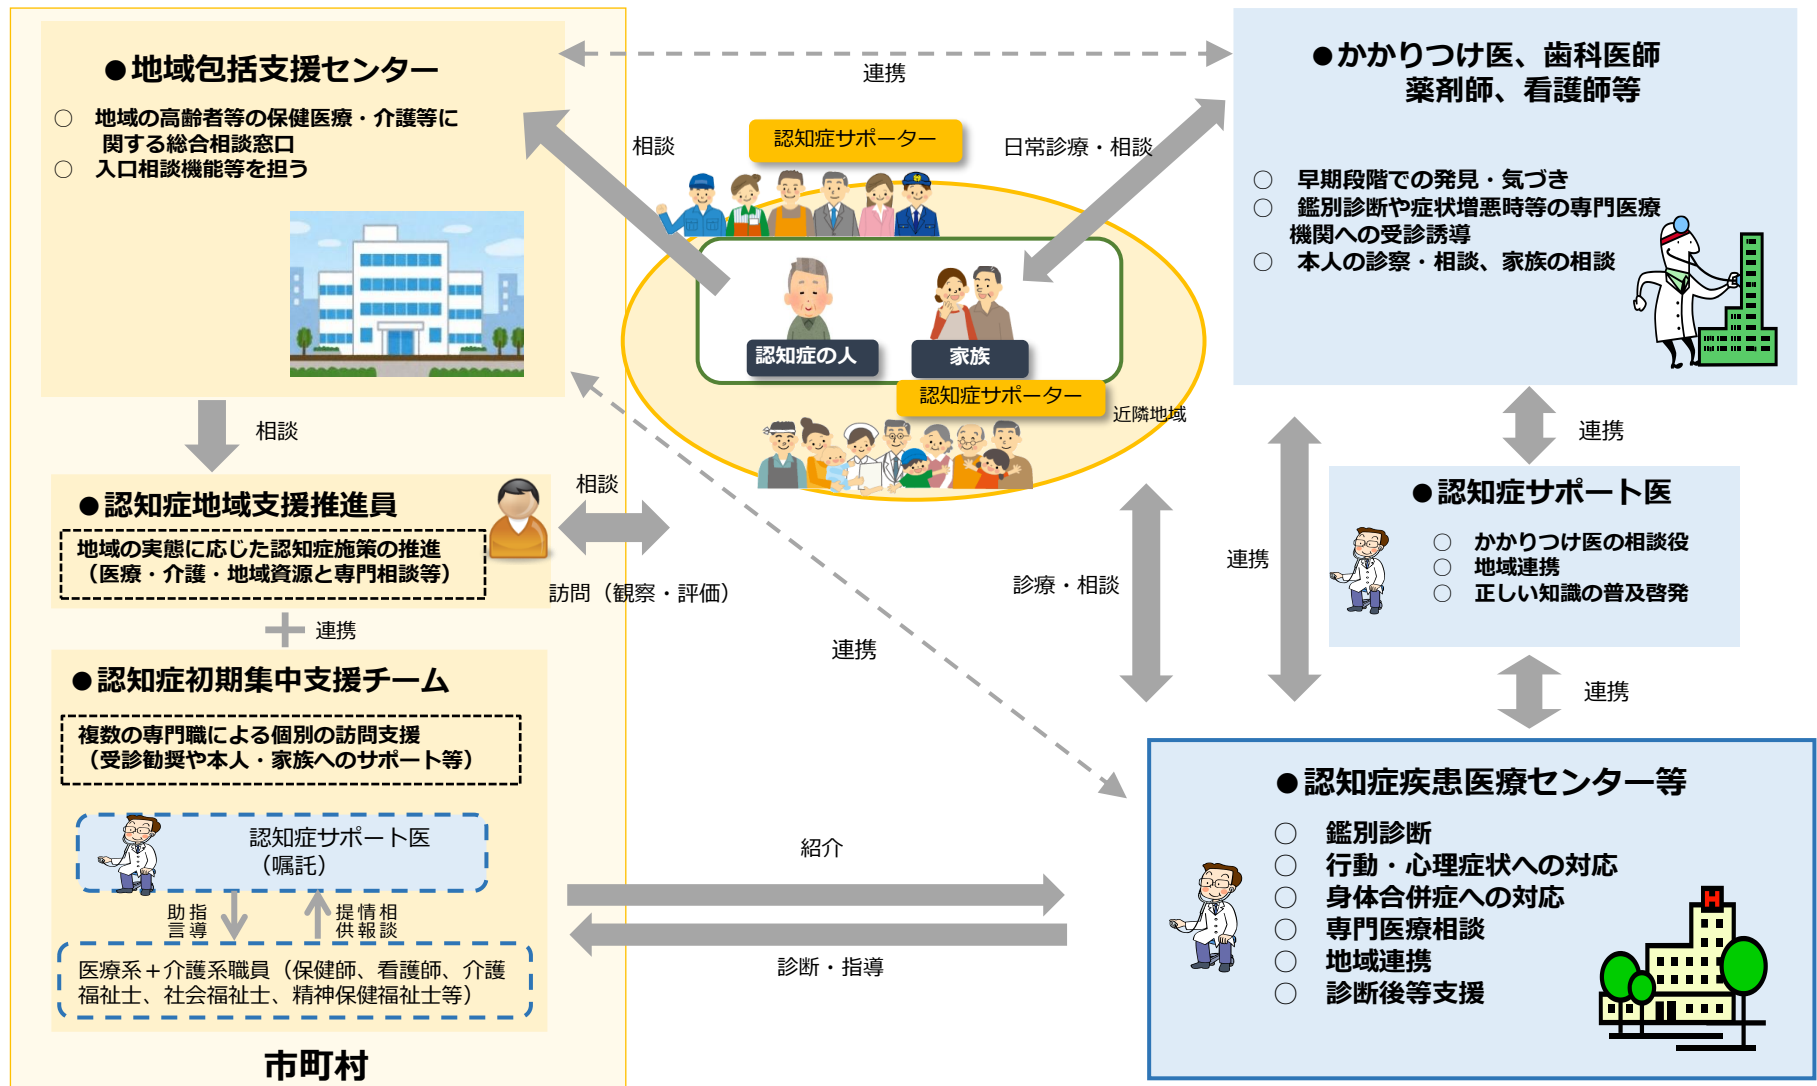 ●地域包括支援センター
○　地域の高齢者等の保健医療・介護等に
関する総合相談窓口
○　入口相談機能等を担う
相談
●認知症地域支援推進員
地域の実態に応じた認知症施策の推進
（医療・介護・地域資源と専門相談等）
連携
●認知症初期集中支援チーム
複数の専門職による個別の訪問支援
（受診勧奨や本人・家族へのサポート等）
認知症サポート医
（嘱託）
指導
助言
相談
情報
提供
医療系＋介護系職員（保健師、看護師、介護
福祉士、社会福祉士、精神保健福祉士等）
市町村
連携
相談
認知症サポーター
日常診療・相談
認知症の人
家族
認知症サポーター
近隣地域
相談
訪問（観察・評価）
連携
診療・相談
連携
紹介
診断・指導
●かかりつけ医、歯科医師
薬剤師、看護師等
○　早期段階での発見・気づき
○　鑑別診断や症状増悪時等の専門医療
機関への受診誘導
○　本人の診察・相談、家族の相談
連携
●認知症サポート医
○　かかりつけ医の相談役
○　地域連携
○　正しい知識の普及啓発
連携
●認知症疾患医療センター等
○　鑑別診断
○　行動・心理症状への対応
○　身体合併症への対応
○　専門医療相談
○　地域連携
○　診断後等支援
H